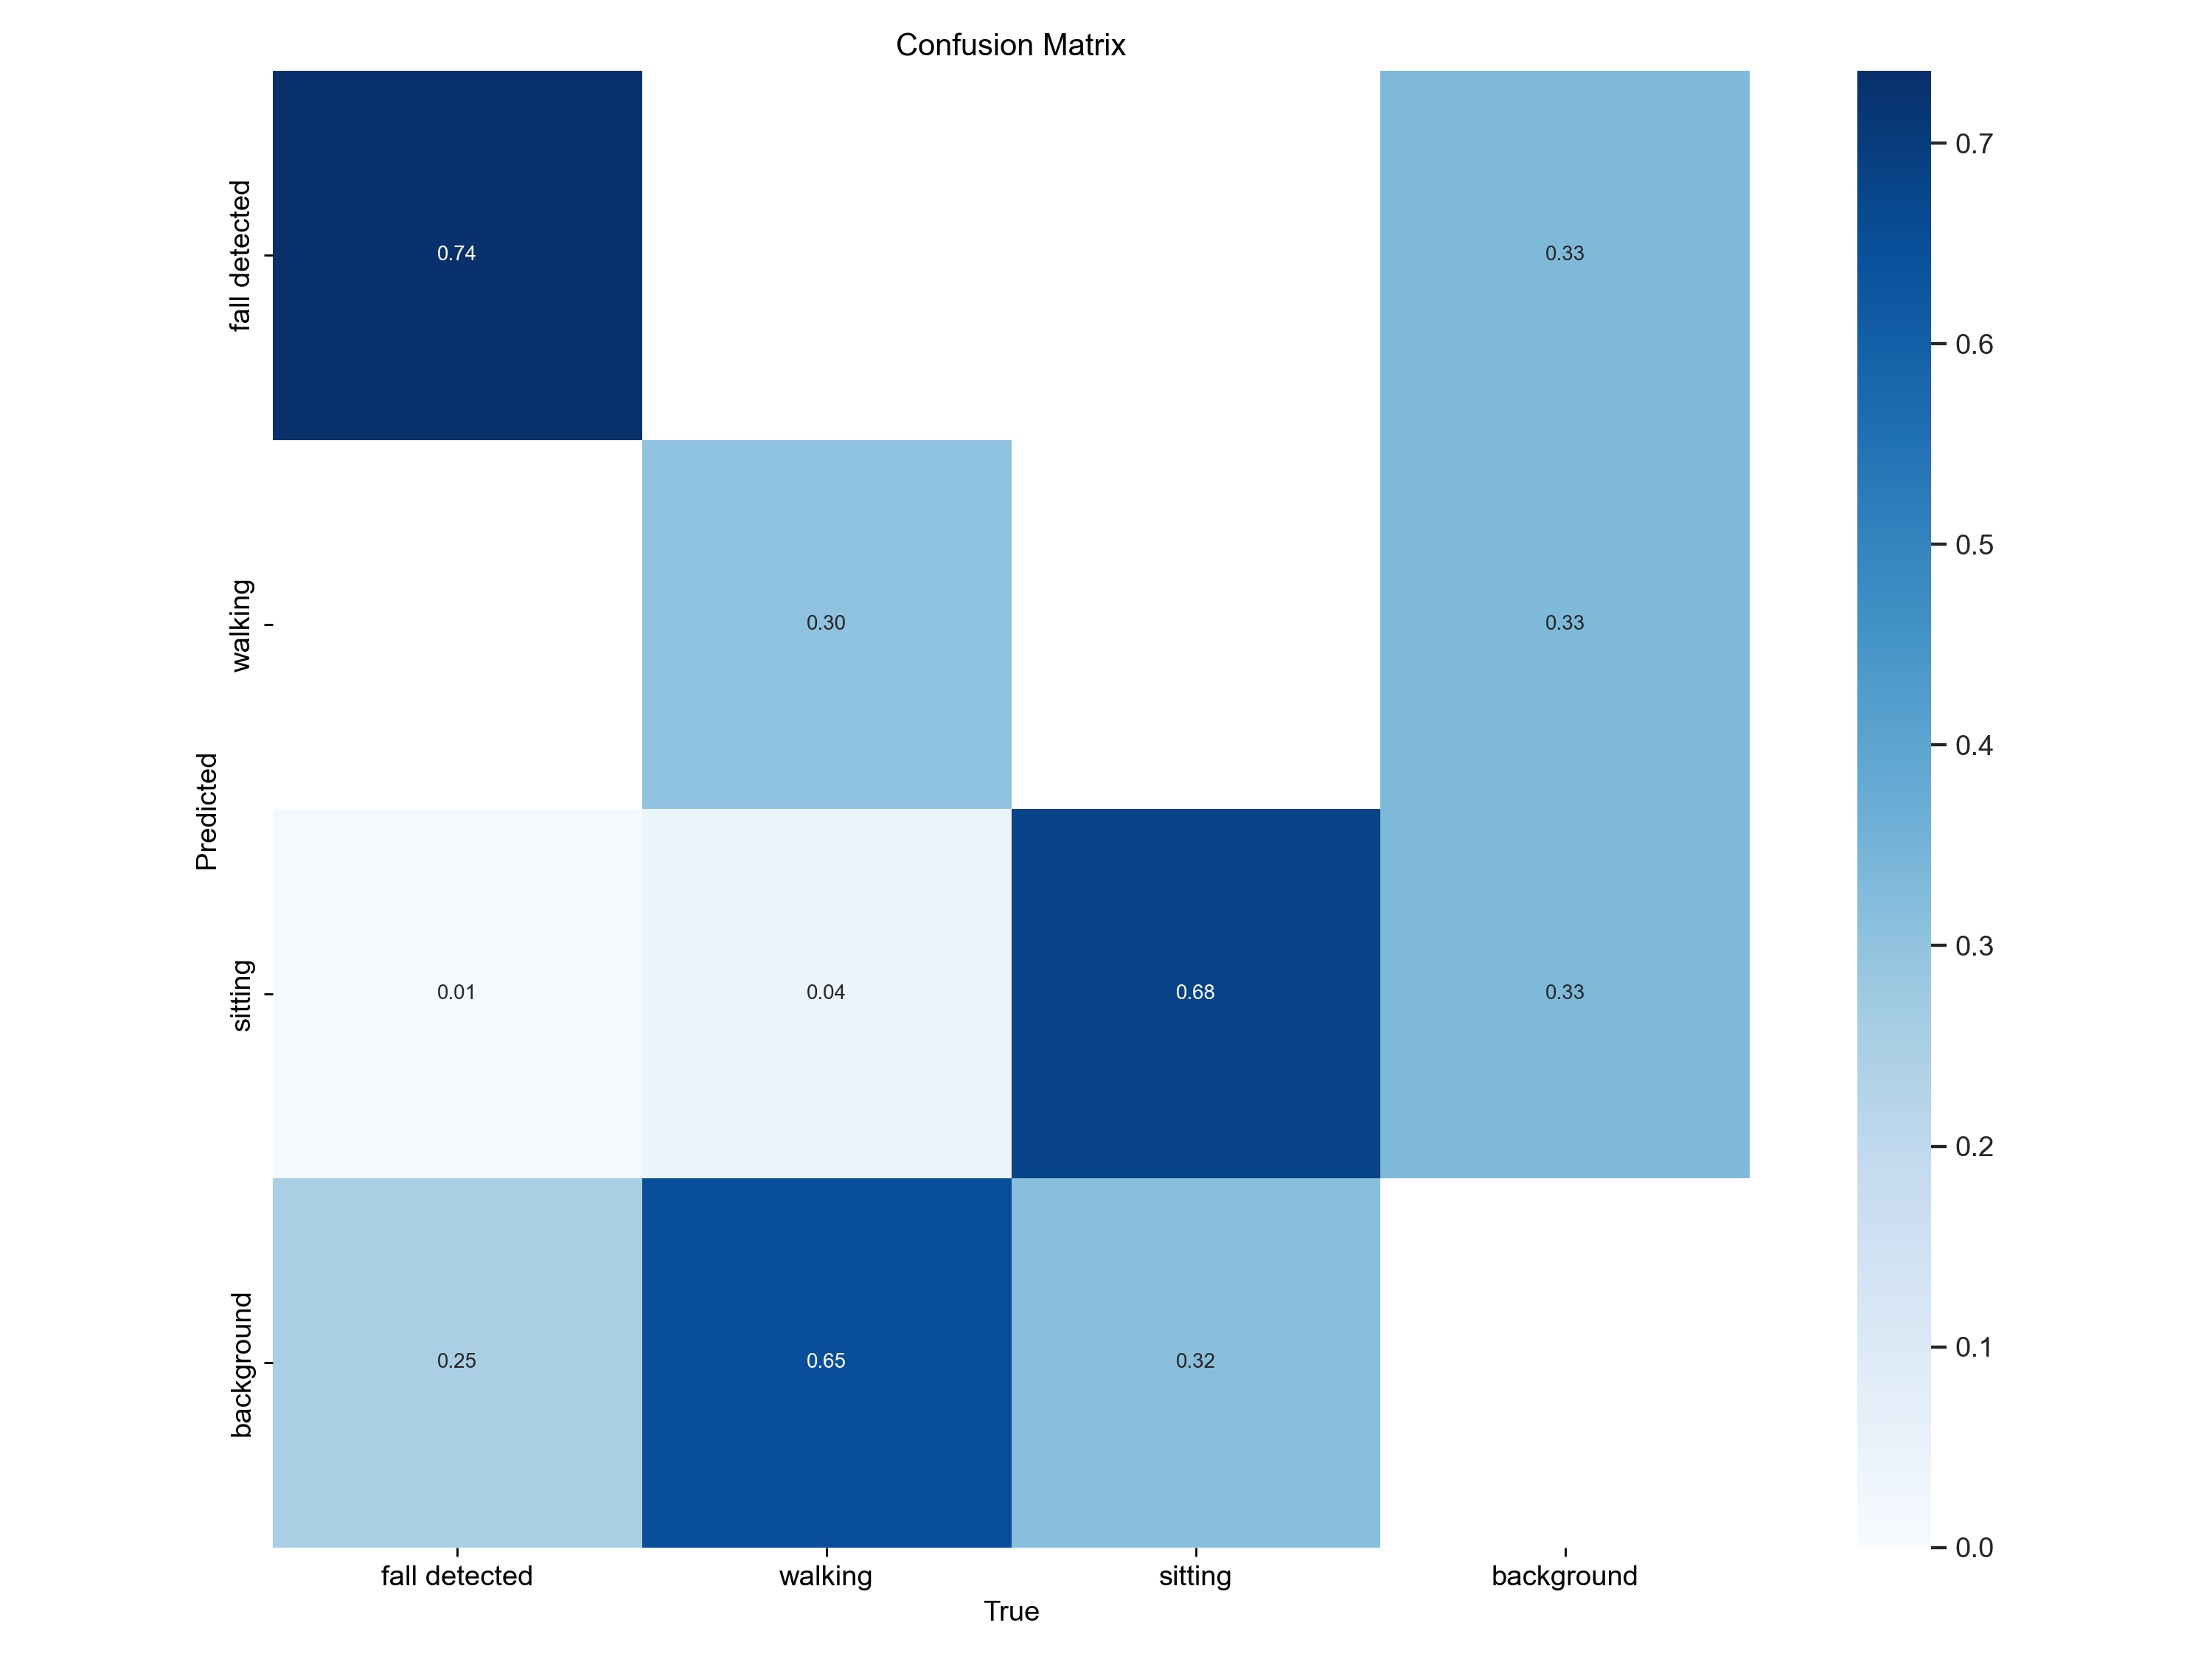 Confusion Matrix
fall detected
0.74
0.33
walking
0.30
0.33
sitting
0.01
0.04
0.68
0.33
background
0.25
0.65
0.32
Predicted
fall detected
walking
sitting
background
True
0.7
0.6
0.5
0.4
0.3
0.2
0.1
0.0